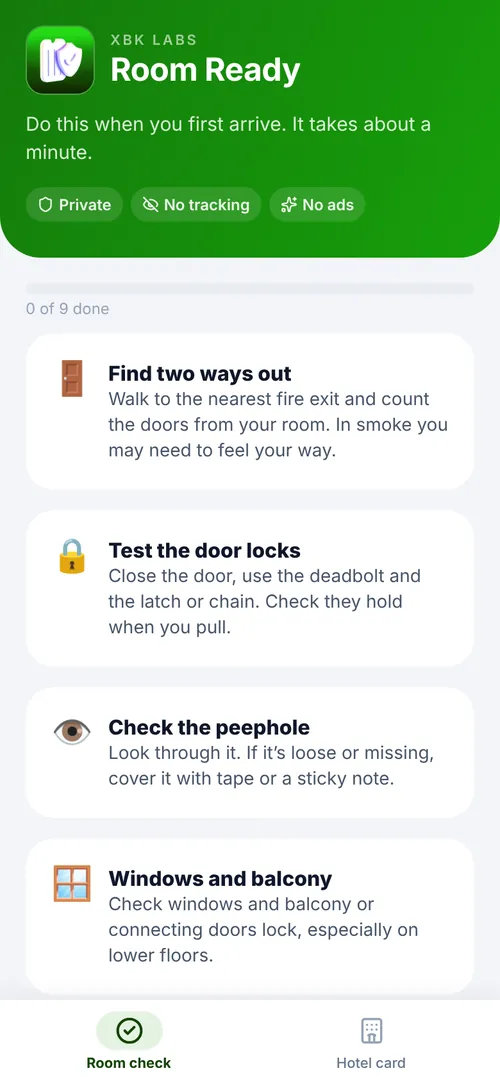 XBK LABS
Room Ready
Do this when you first arrive. It takes about a
minute.
Private
No tracking
No ads
0 of 9 done
Find two ways out
Walk to the nearest fire exit and count
the doors from your room. In smoke you
may need to feel your way.
Test the door locks
Close the door, use the deadbolt and
the latch or chain. Check they hold
when you pull.
Check the peephole
Look through it. If it’s loose or missing,
cover it with tape or a sticky note.
Windows and balcony
Check windows and balcony or
connecting doors lock, especially on
lower floors.
Room check
Hotel card